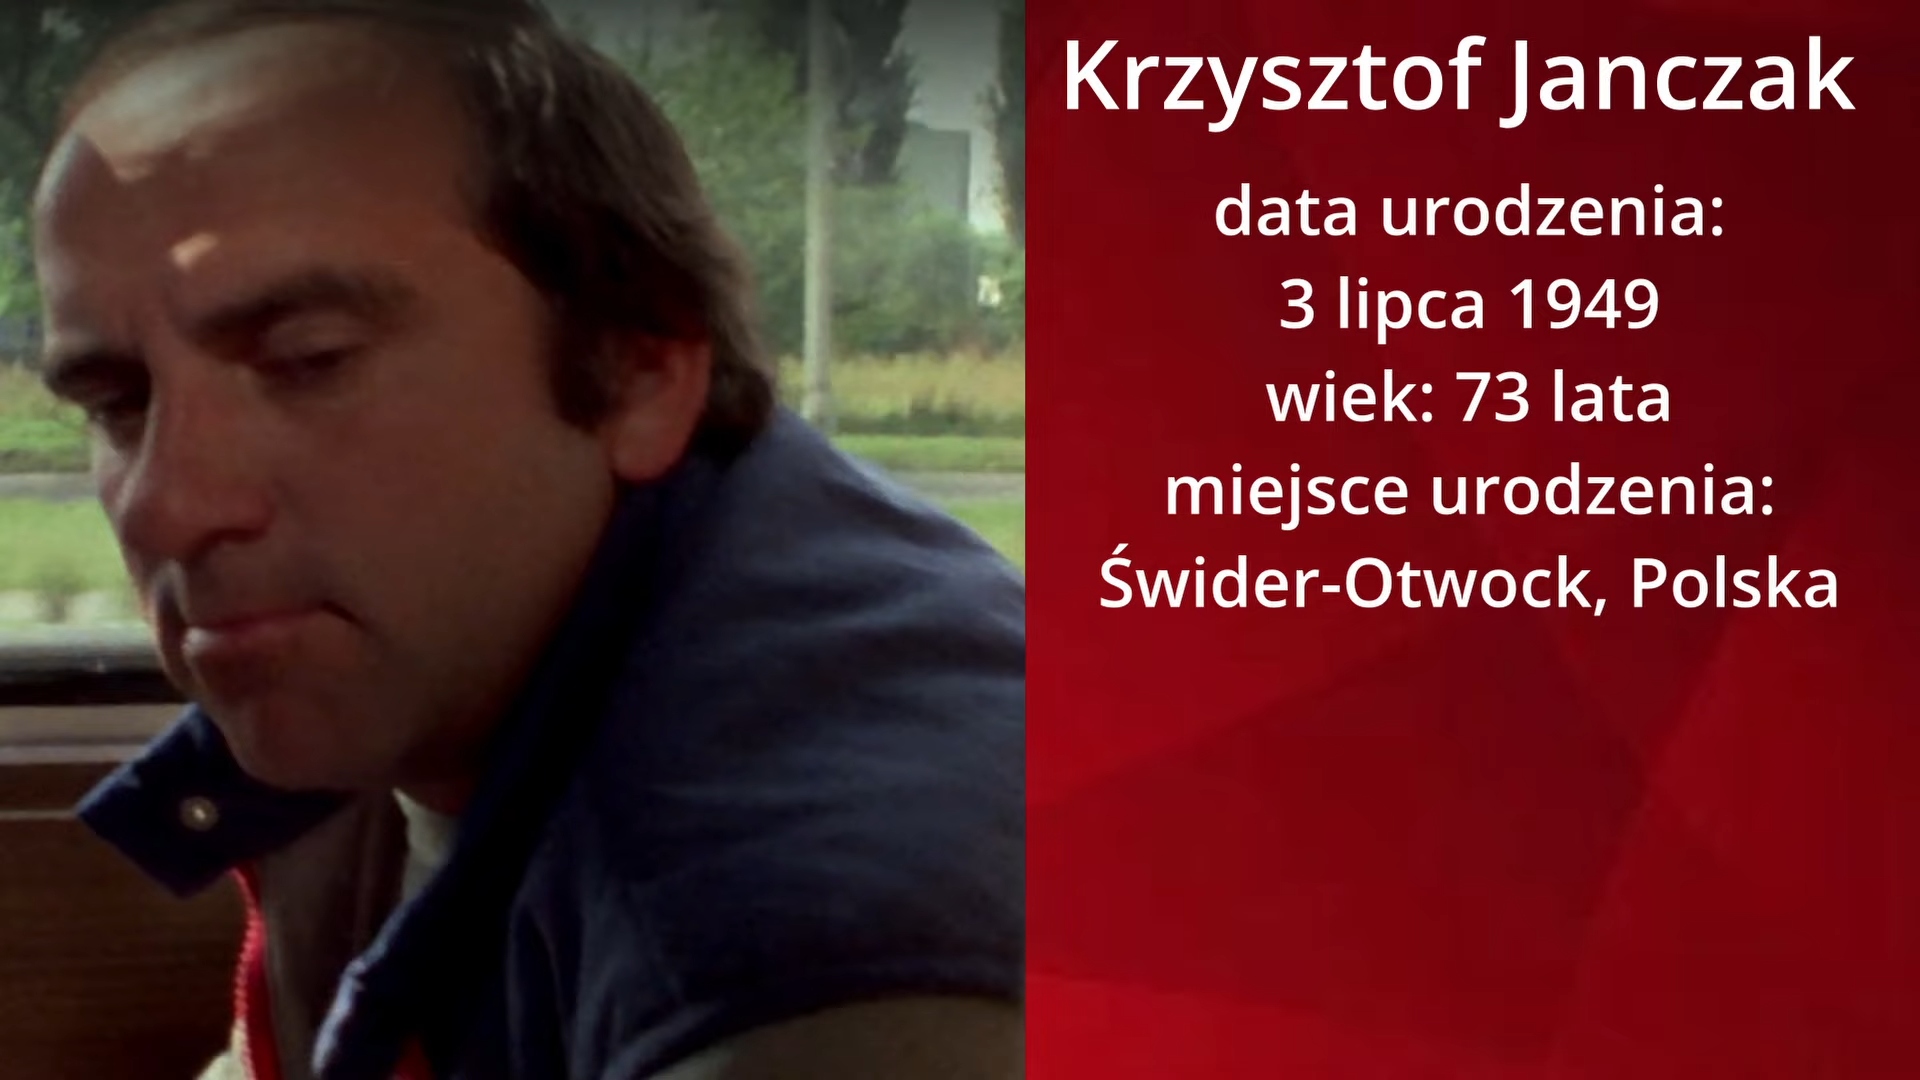 Krzysztof Janczak
data urodzenia:
3 lipca 1949
wiek: 73 lata
miejsce urodzenia:
Świder-Otwock, Polska